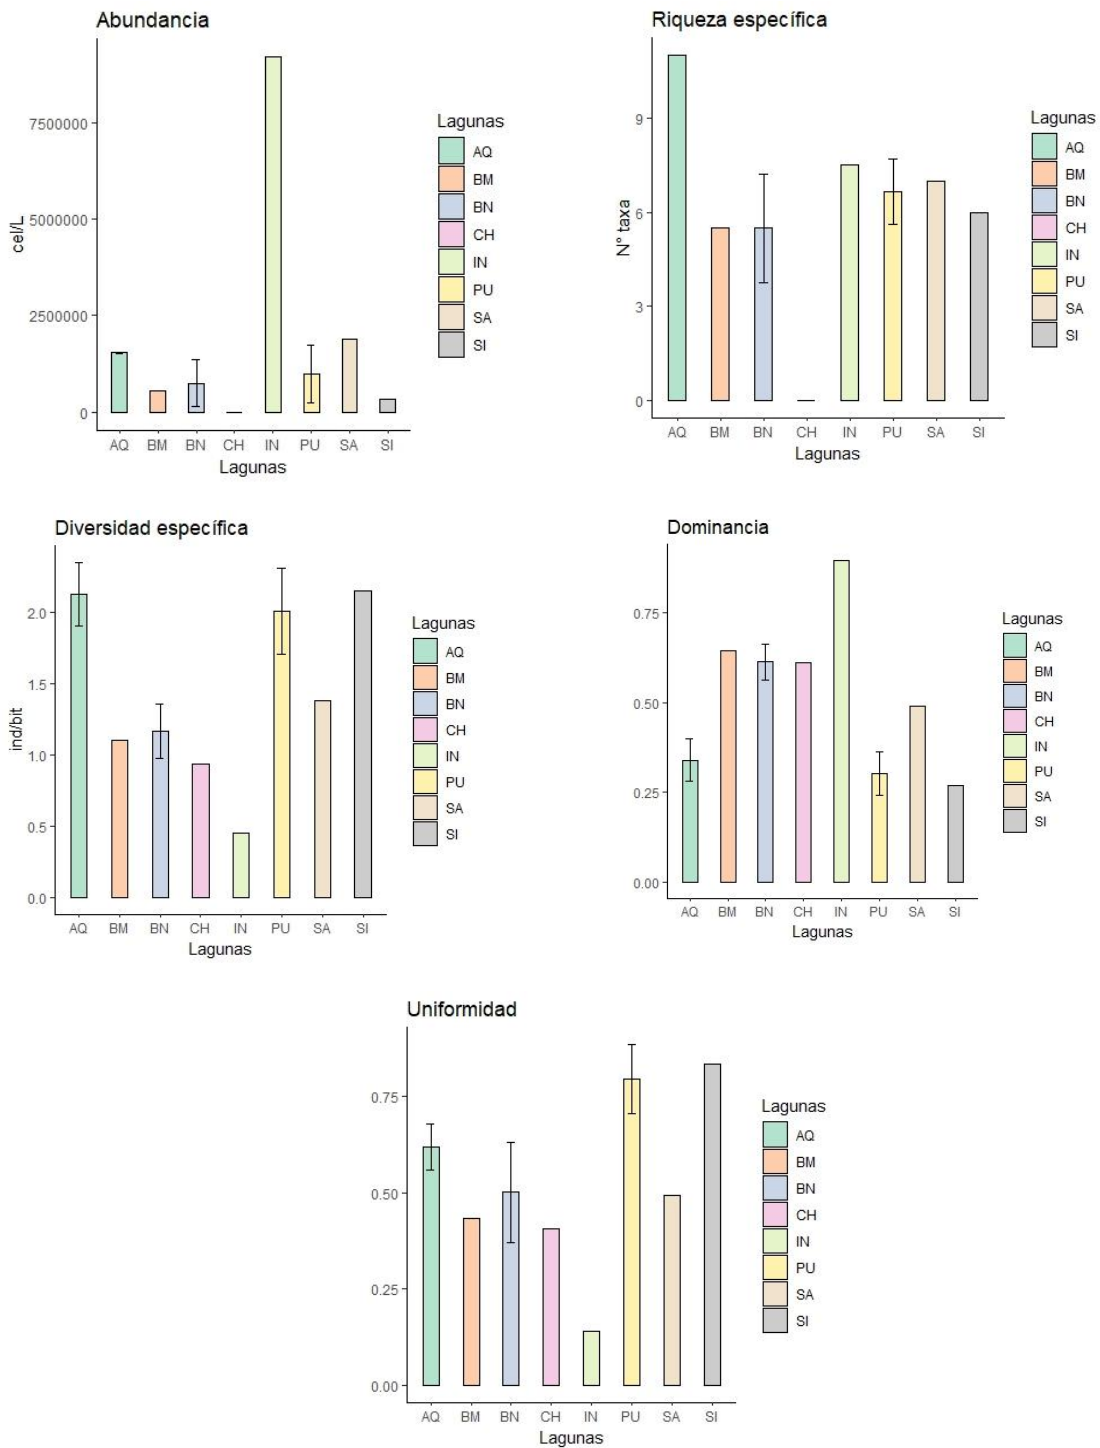 Abundancia
cel/L
7500000
5000000
2500000
0
AQ BM BN CH IN PU SA SI
Lagunas
Lagunas
AQ
BM
BN
CH
IN
PU
SA
SI
Riqueza específica
N° taxa
9
6
3
0
AQ BM BN CH IN PU SA SI
Lagunas
Lagunas
AQ
BM
BN
CH
IN
PU
SA
SI
Diversidad específica
ind/bit
2.0
1.5
1.0
0.5
0.0
AQ BM BN CH IN PU SA SI
Lagunas
Lagunas
AQ
BM
BN
CH
IN
PU
SA
SI
Dominancia
0.75
0.50
0.25
0.00
AQ BM BN CH IN PU SA SI
Lagunas
Lagunas
AQ
BM
BN
CH
IN
PU
SA
SI
Uniformidad
0.75
0.50
0.25
0.00
AQ BM BN CH IN PU SA SI
Lagunas
Lagunas
AQ
BM
BN
CH
IN
PU
SA
SI